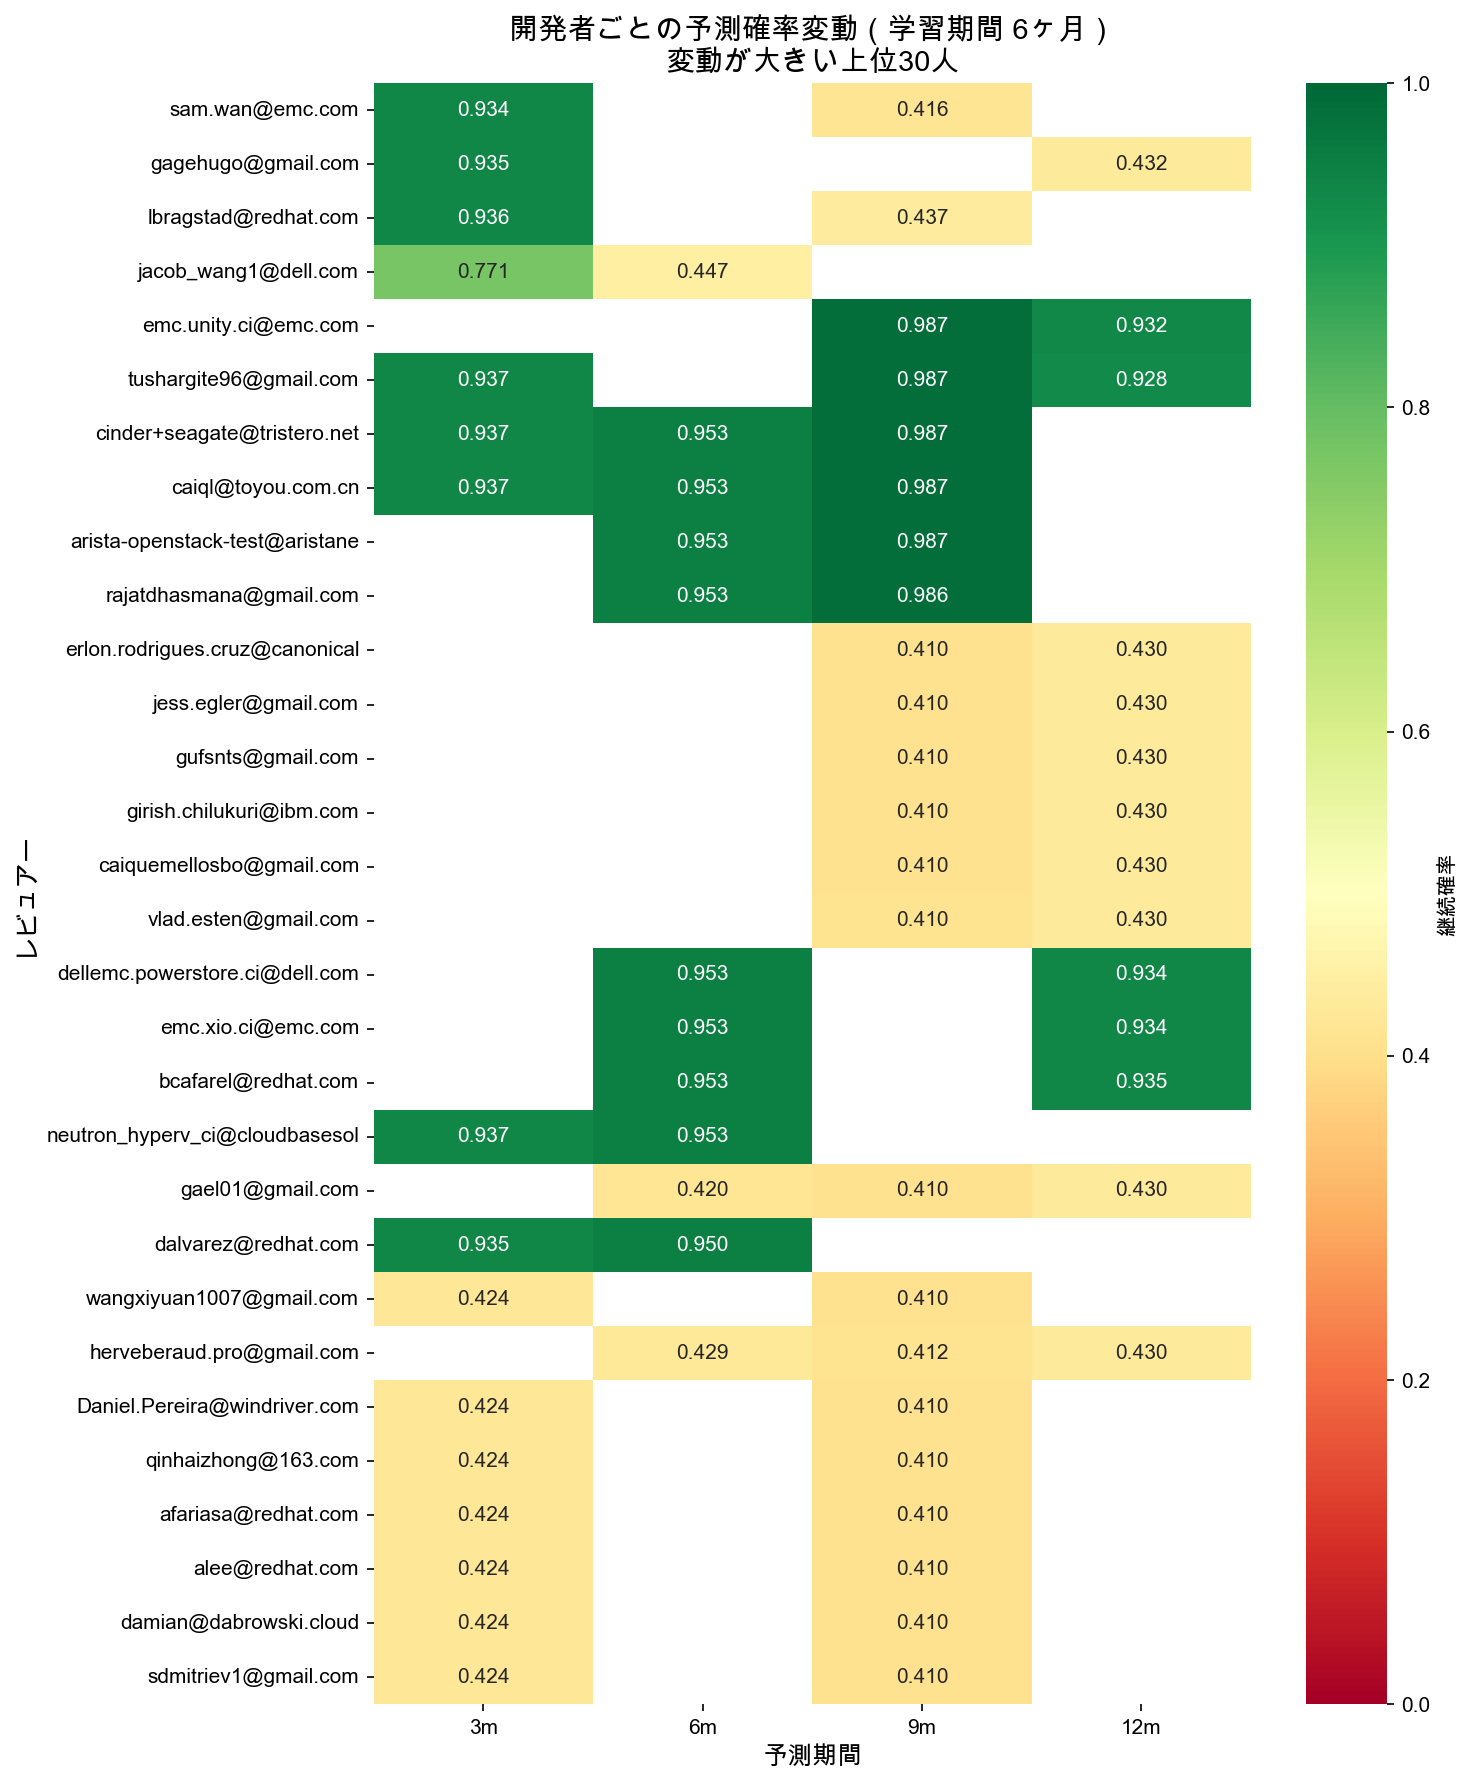 開発者ごとの予測確率変動 ( 学習期間 6ヶ月 )
変動が大きい上位30人
sam.wan@emc.com 0.934 0.416
gagehugo@gmail.com 0.935 0.432
lbragstad@redhat.com 0.936 0.437
jacob_wang1@dell.com 0.771 0.447
emc.unity.ci@emc.com 0.987 0.932
tushargite96@gmail.com 0.937 0.987 0.928
cinder+seagate@tristero.net 0.937 0.953 0.987
caiql@toyou.com.cn 0.937 0.953 0.987
arista-openstack-test@aristane 0.953 0.987
rajatdhasmana@gmail.com 0.953 0.986
erlon.rodrigues.cruz@canonical 0.410 0.430
jess.egler@gmail.com 0.410 0.430
gufsnts@gmail.com 0.410 0.430
girish.chilukuri@ibm.com 0.410 0.430
caiquemellosbo@gmail.com 0.410 0.430
vlad.esten@gmail.com 0.410 0.430
dellemc.powerstore.ci@dell.com 0.953 0.934
emc.xio.ci@emc.com 0.953 0.934
bcafarel@redhat.com 0.953 0.935
neutron_hyperv_ci@cloudbasesol 0.937 0.953
gael01@gmail.com 0.420 0.410 0.430
dalvarez@redhat.com 0.935 0.950
wangxiyuan1007@gmail.com 0.424 0.410
herveberaud.pro@gmail.com 0.429 0.412 0.430
Daniel.Pereira@windriver.com 0.424 0.410
qinhaizhong@163.com 0.424 0.410
afariasa@redhat.com 0.424 0.410
alee@redhat.com 0.424 0.410
damian@dabrowski.cloud 0.424 0.410
sdmitriev1@gmail.com 0.424 0.410
3m 6m 9m 12m
予測期間
レビュアー
1.0
0.8
0.6
0.4
0.2
0.0
継続確率